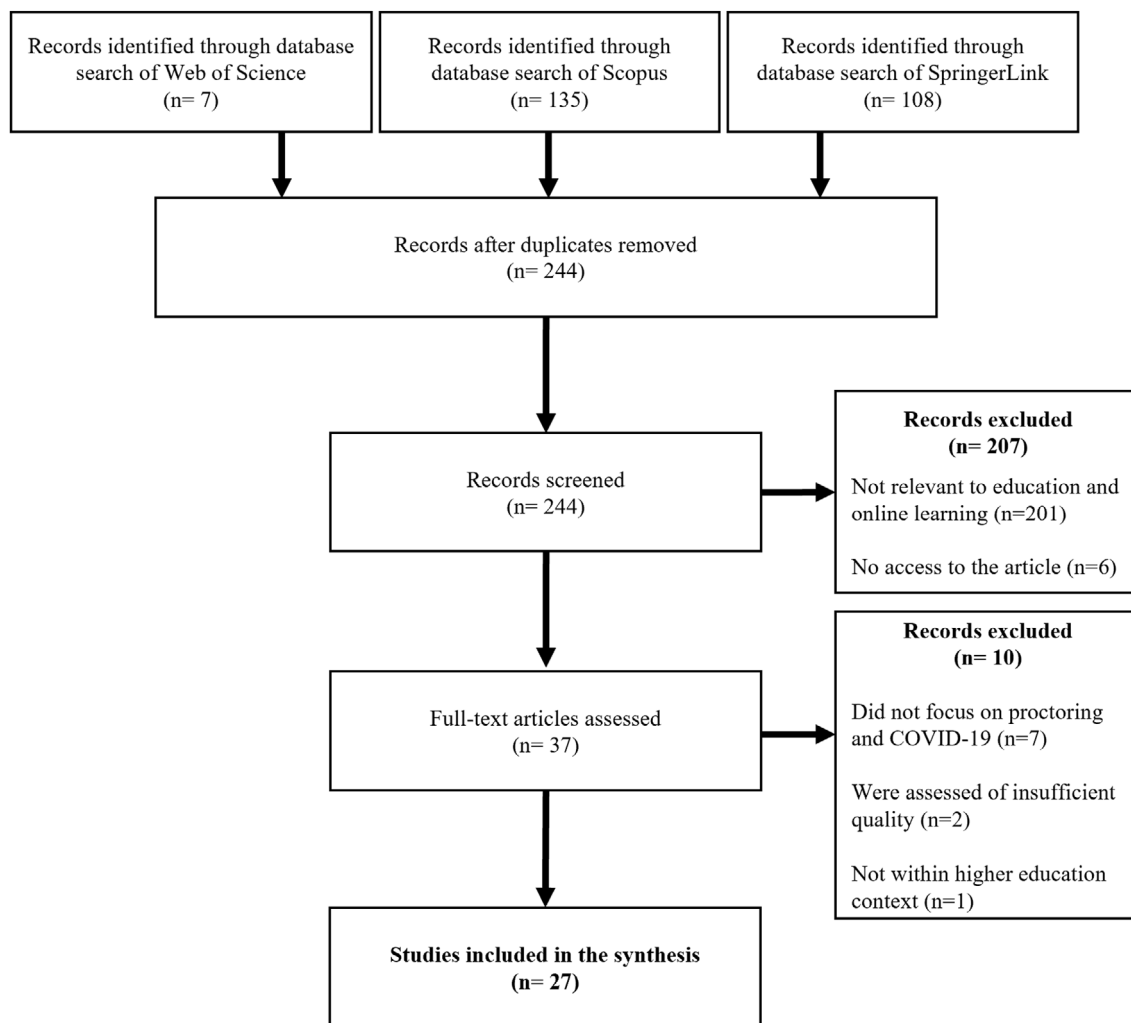 Records identified through database
search of Web of Science
(n= 7)
Records identified through
database search of Scopus
(n= 135)
Records identified through
database search of SpringerLink
(n= 108)
Records after duplicates removed
(n= 244)
Records screened
(n= 244)
Records excluded
(n= 207)
Not relevant to education and
online learning (n=201)
No access to the article (n=6)
Full-text articles assessed
(n= 37)
Records excluded
(n= 10)
Did not focus on proctoring
and COVID-19 (n=7)
Were assessed of insufficient
quality (n=2)
Not within higher education
context (n=1)
Studies included in the synthesis
(n= 27)